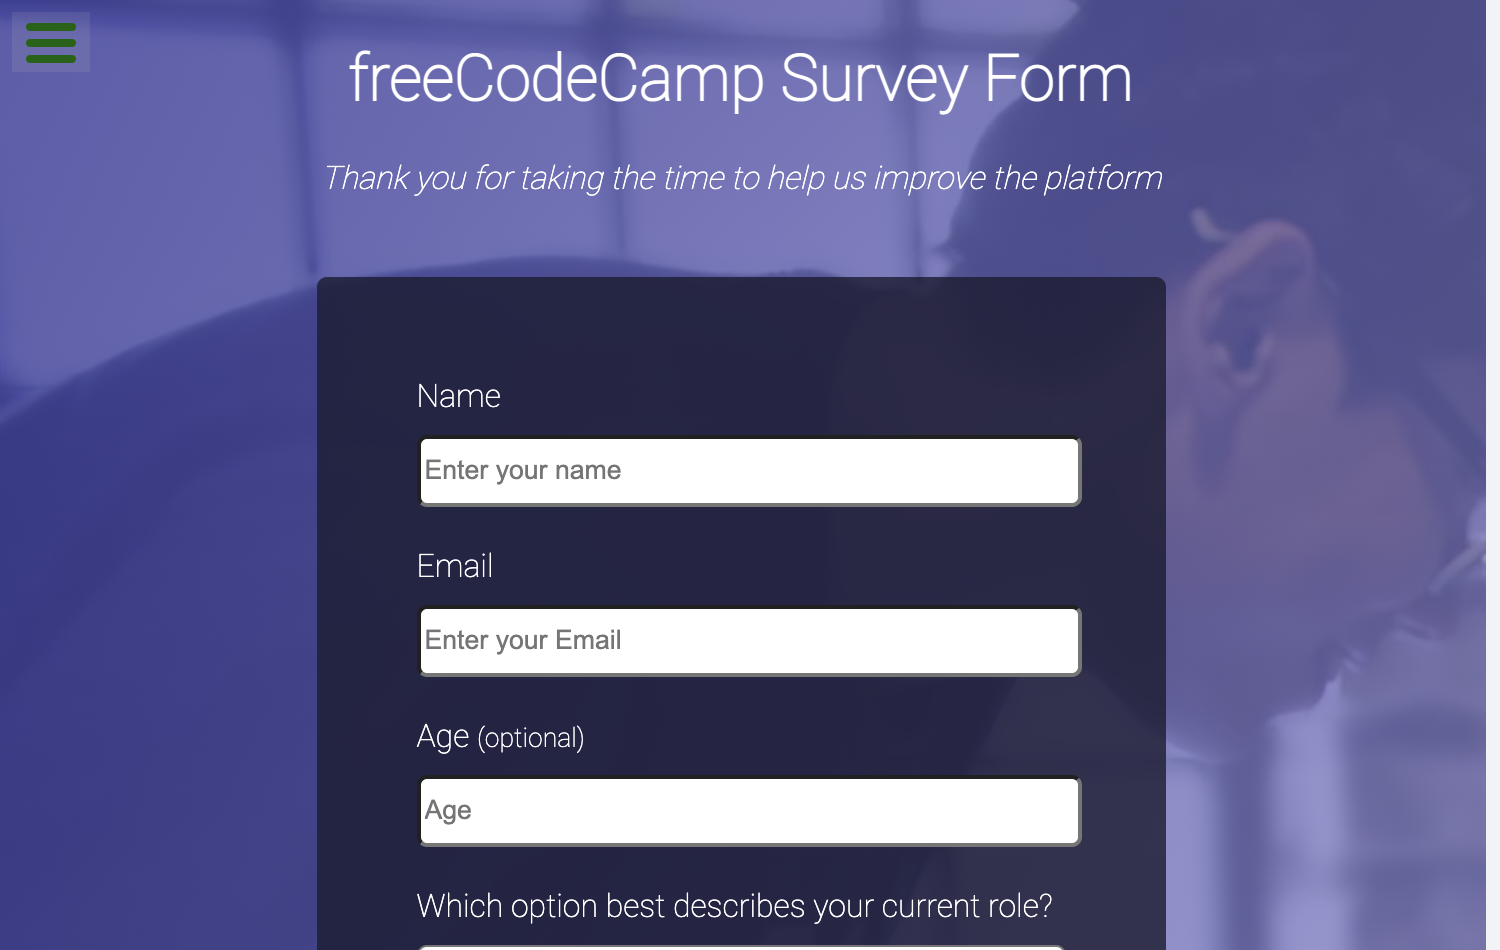 freeCodeCamp Survey Form
Thank you for taking the time to help us improve the platform
Name
Enter your name
Email
Enter your Email
Age (optional)
Age
Which option best describes your current role?